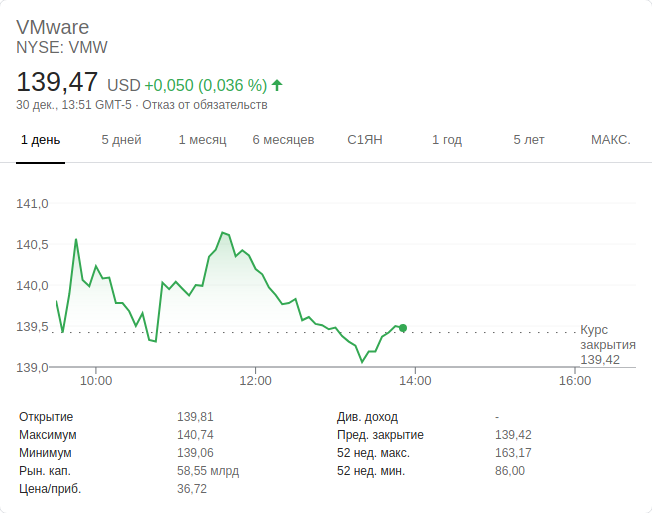 VMware
NYSE: VMW
139,47 USD +0,050 (0,036 %)
30 дек., 13:51 GMT-5 · Отказ от обязательств
1 день 5 дней 1 месяц 6 месяцев С1ЯН 1 год 5 лет МАКС.
141,0
140,5
140,0
139,5
139,0
Курс
закрытия
139,42
10:00 12:00 14:00 16:00
Открытие 139,81 Див. доход -
Максимум 140,74 Пред. закрытие 139,42
Минимум 139,06 52 нед. макс. 163,17
Рын. кап. 58,55 млрд 52 нед. мин. 86,00
Цена/приб. 36,72